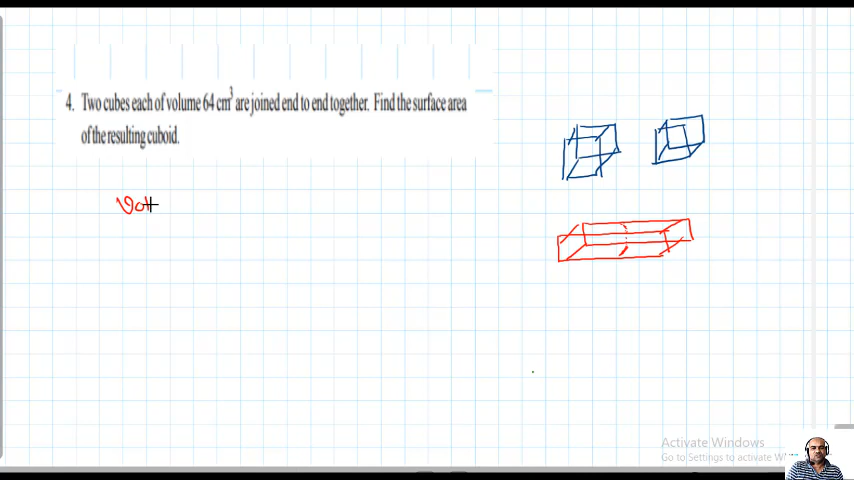 4. Two cubes each of volume 64 cm³ are joined end to end together. Find the surface area
of the resulting cuboid.
Vol
Activate Windows
Go to Settings to activate W